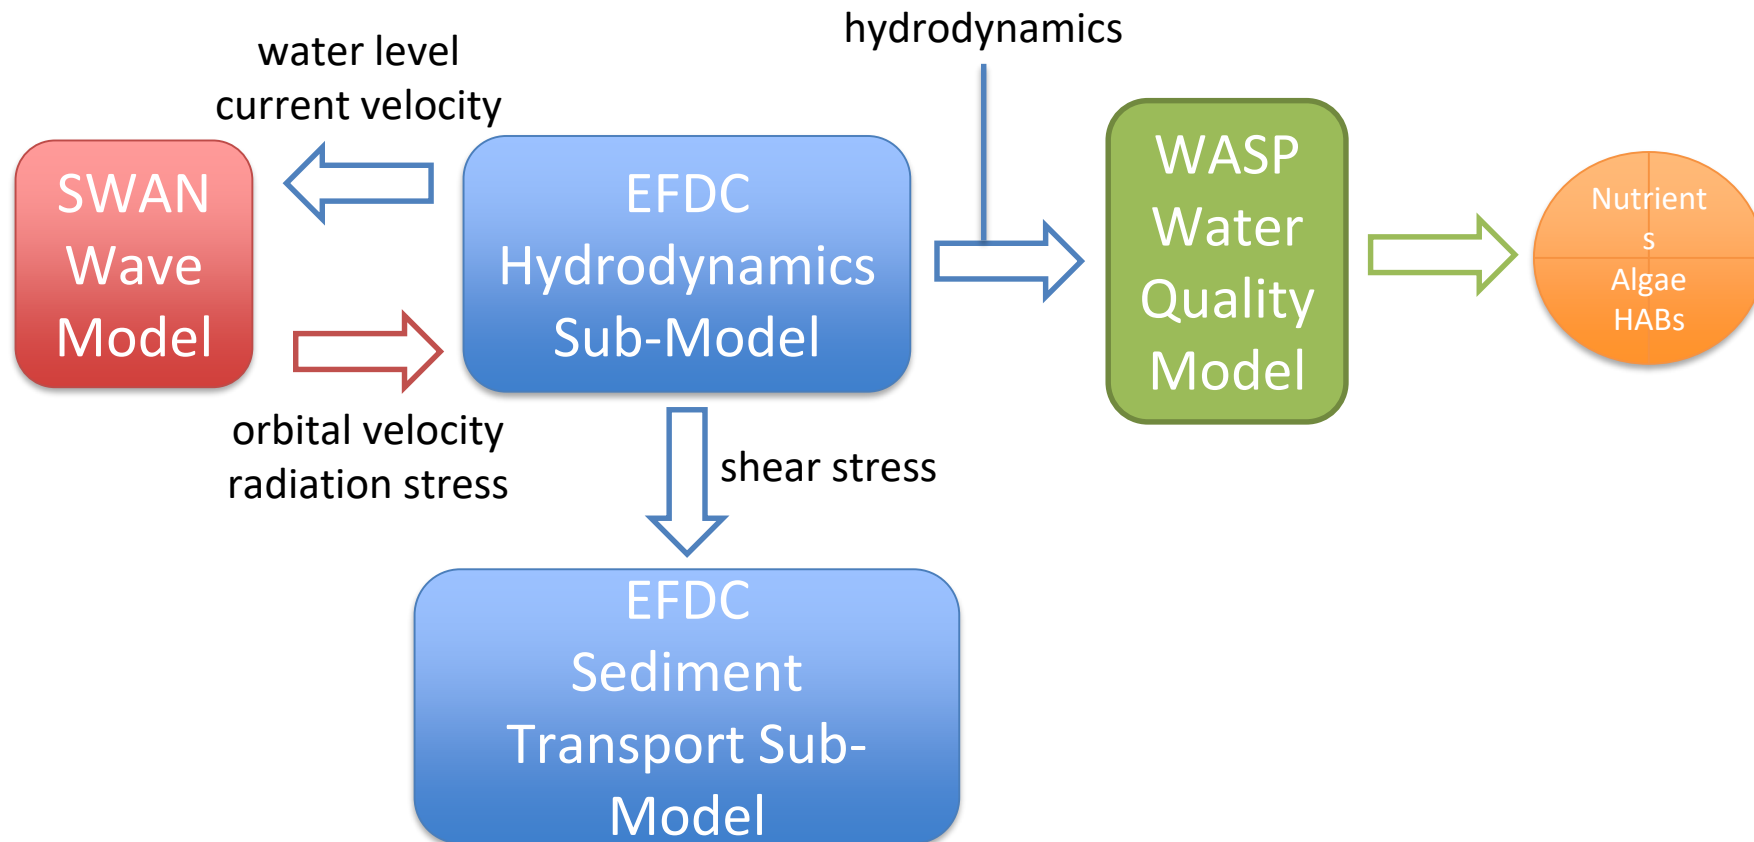 hydrodynamics
water level
current velocity
SWAN
Wave
Model
EFDC
Hydrodynamics
Sub-Model
WASP
Water
Quality
Model
Nutrient
s
Algae
HABs
orbital velocity
radiation stress
shear stress
EFDC
Sediment
Transport Sub-
Model